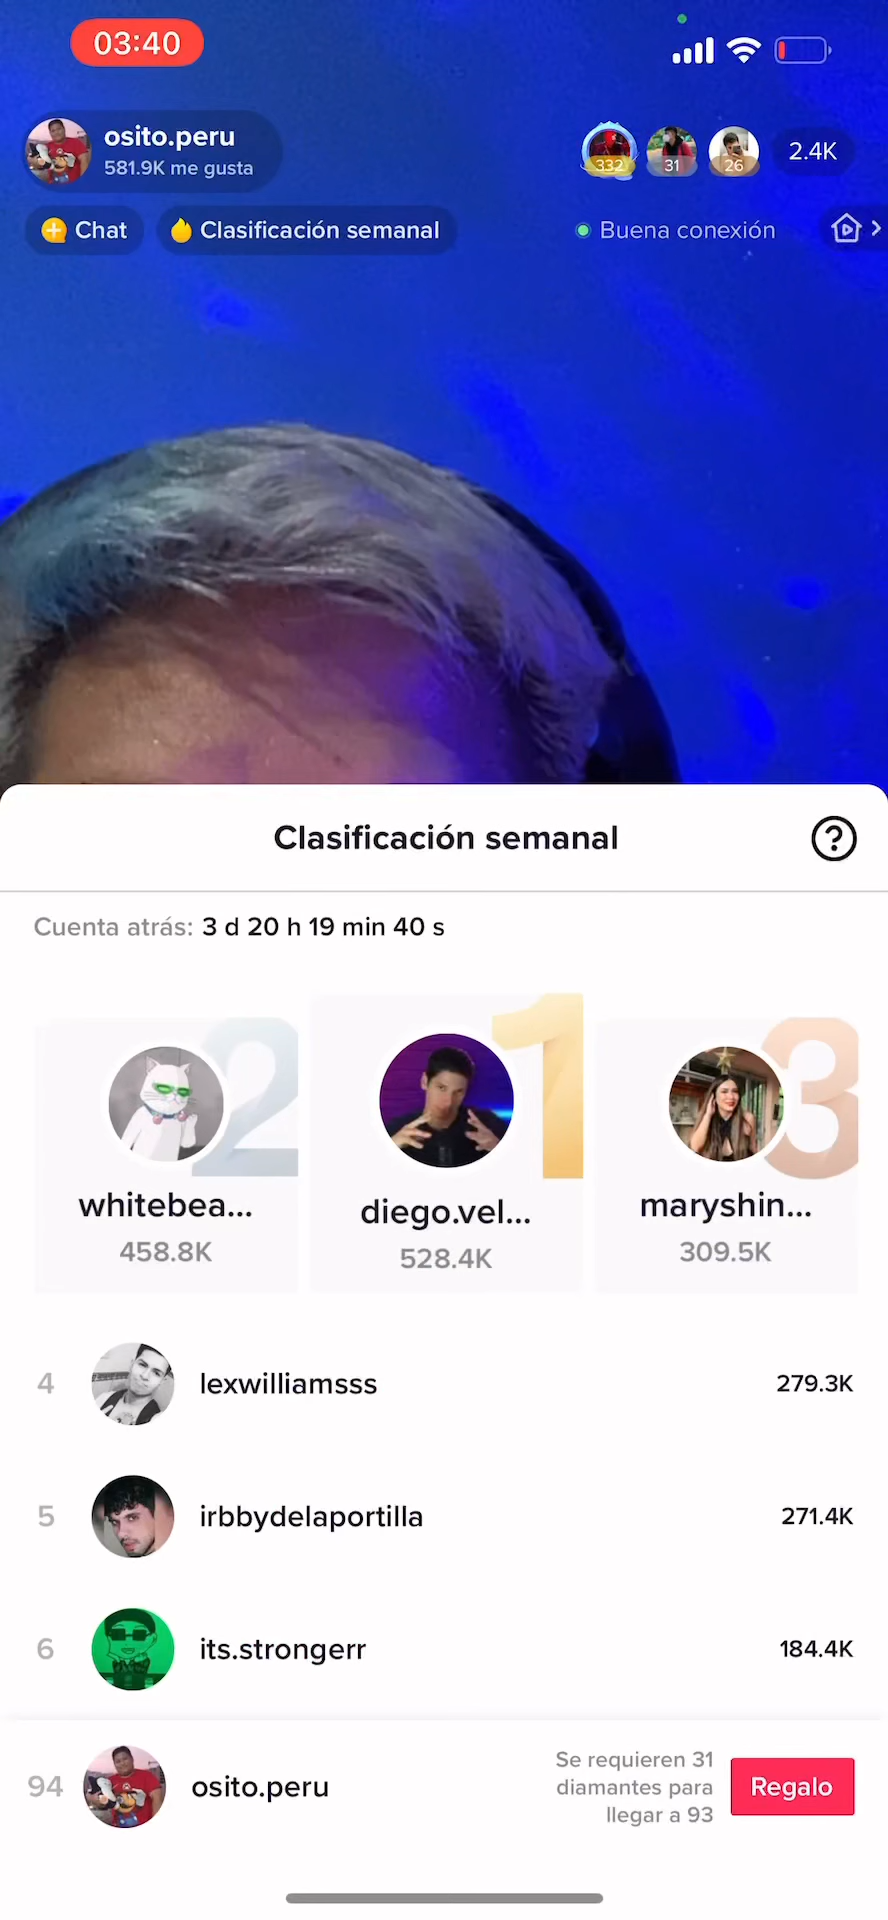 03:40
osito.peru
581.9K me gusta
332
31
26
2.4K
Chat
Clasificación semanal
Buena conexión
Clasificación semanal
?
Cuenta atrás: 3 d 20 h 19 min 40 s
2
1
3
whitebea...
458.8K
diego.vel...
528.4K
maryshin...
309.5K
4 lexwilliamsss 279.3K
5 irbbydelaportilla 271.4K
6 its.strongerr 184.4K
94 osito.peru
Se requieren 31
diamantes para
llegar a 93
Regalo